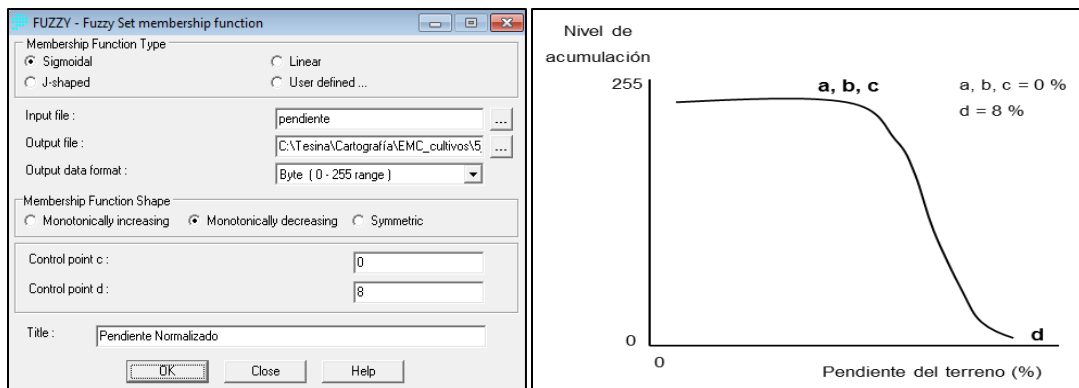 FUZZY - Fuzzy Set membership function
Membership Function Type
Sigmoidal
Linear
J-shaped
User defined ...
Input file :
pendiente
...
Output file :
C:\Tesina\Cartografía\EMC_cultivos\5_
...
Output data format :
Byte ( 0 - 255 range )
Membership Function Shape
Monotonically increasing
Monotonically decreasing
Symmetric
Control point c :
0
Control point d :
8
Title :
Pendiente Normalizado
OK
Close
Help
Nivel de
acumulación
255
a, b, c
a, b, c = 0 %
d = 8 %
d
0
0
Pendiente del terreno (%)